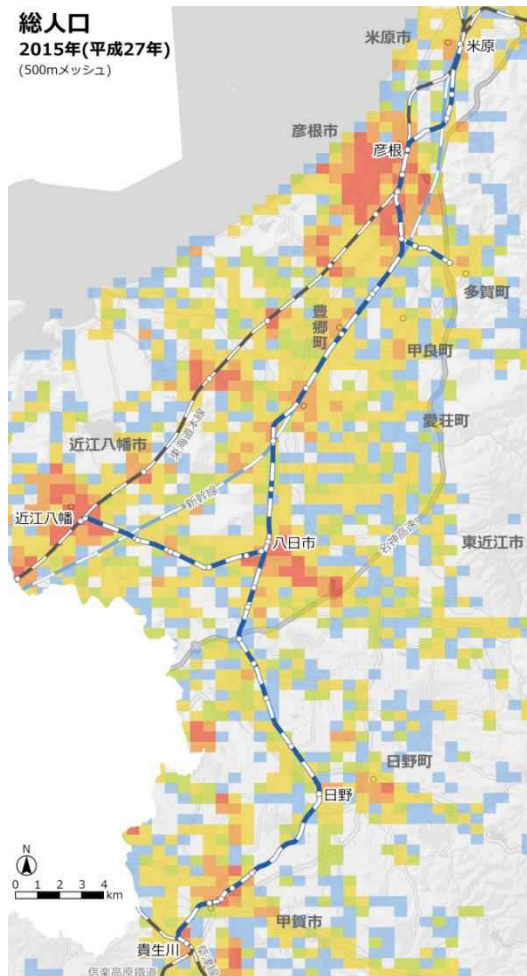 総人口
2015年(平成27年)
(500mメッシュ)
米原市
米原
彦根市
彦根
多賀町
豊郷町
甲良町
愛荘町
近江八幡市
東海道本線
新幹線
近江八幡
八日市
名神高速
東近江市
日野町
日野
N
0 1 2 3 4
km
甲賀市
貴生川
草津線
信楽高原鐵道